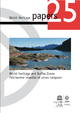 World Heritage
papers
25
World Heritage and Buffer Zones
Patrimoine mondial et zones tampons